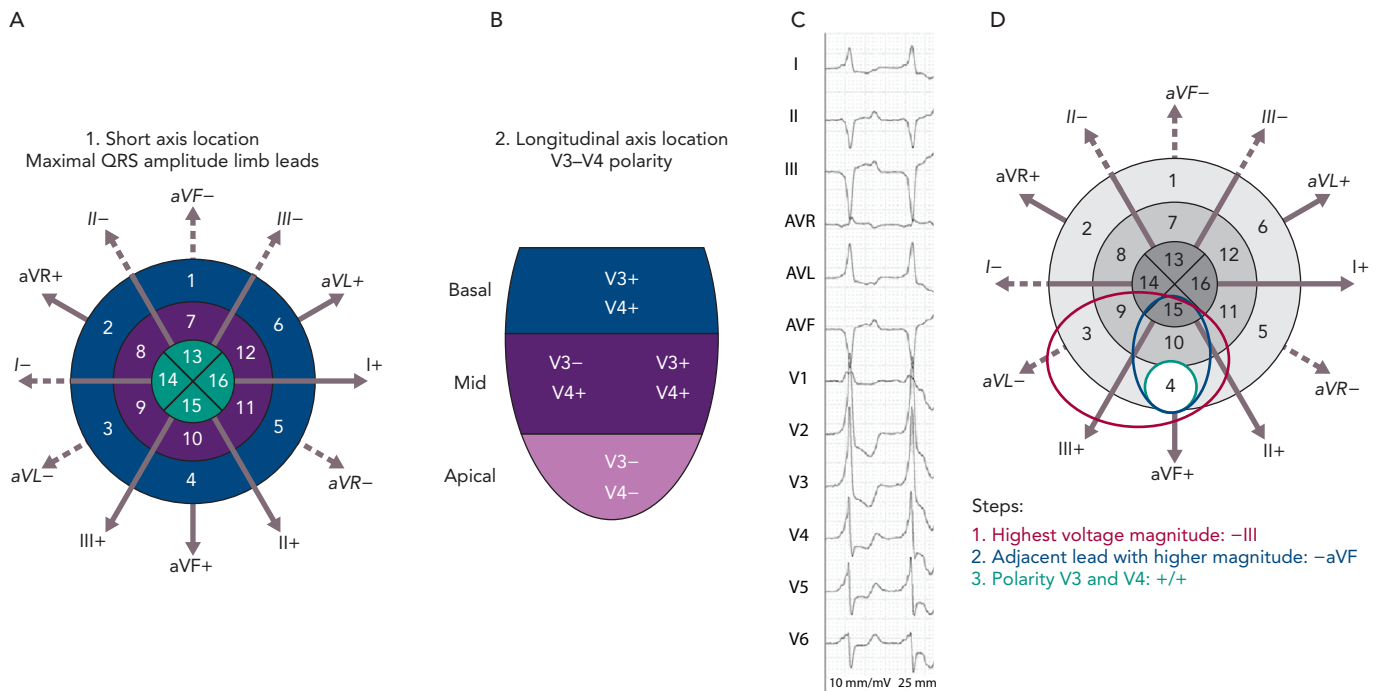 A
1. Short axis location
Maximal QRS amplitude limb leads
aVF−
II−
III−
aVR+
aVL+
I−
I+
aVL−
aVR−
III+
II+
aVF+
1
2
6
7
8
12
13
14
16
15
9
11
3
5
10
4
B
2. Longitudinal axis location
V3–V4 polarity
Basal
V3+
V4+
Mid
V3− V3+
V4+ V4+
Apical
V3−
V4−
C
I
II
III
AVR
AVL
AVF
V1
V2
V3
V4
V5
V6
10 mm/mV 25 mm
D
aVF−
II−
III−
aVR+
aVL+
I−
I+
aVL−
aVR−
III+
II+
aVF+
1
2
6
7
8
12
13
14
16
15
9
11
3
5
10
4
Steps:
1. Highest voltage magnitude: −III
2. Adjacent lead with higher magnitude: −aVF
3. Polarity V3 and V4: +/+